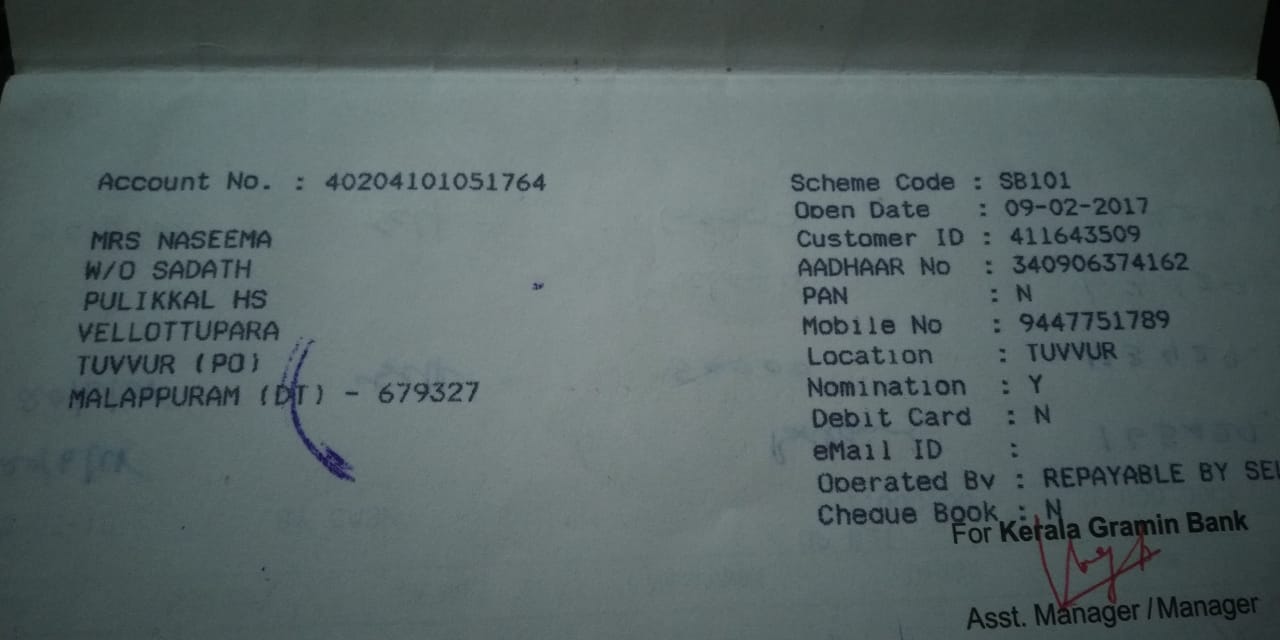 Account No. : 40204101051764
MRS NASEEMA
W/O SADATH
PULIKKAL HS
VELLOTTUPARA
TUVVUR (PO)
MALAPPURAM (DT) - 679327
Scheme Code : SB101
Open Date : 09-02-2017
Customer ID : 411643509
AADHAAR No : 340906374162
PAN : N
Mobile No : 9447751789
Location : TUVVUR
Nomination : Y
Debit Card : N
eMail ID :
Operated By : REPAYABLE BY SEL
Cheque Book : N
For Kerala Gramin Bank
Asst. Manager / Manager